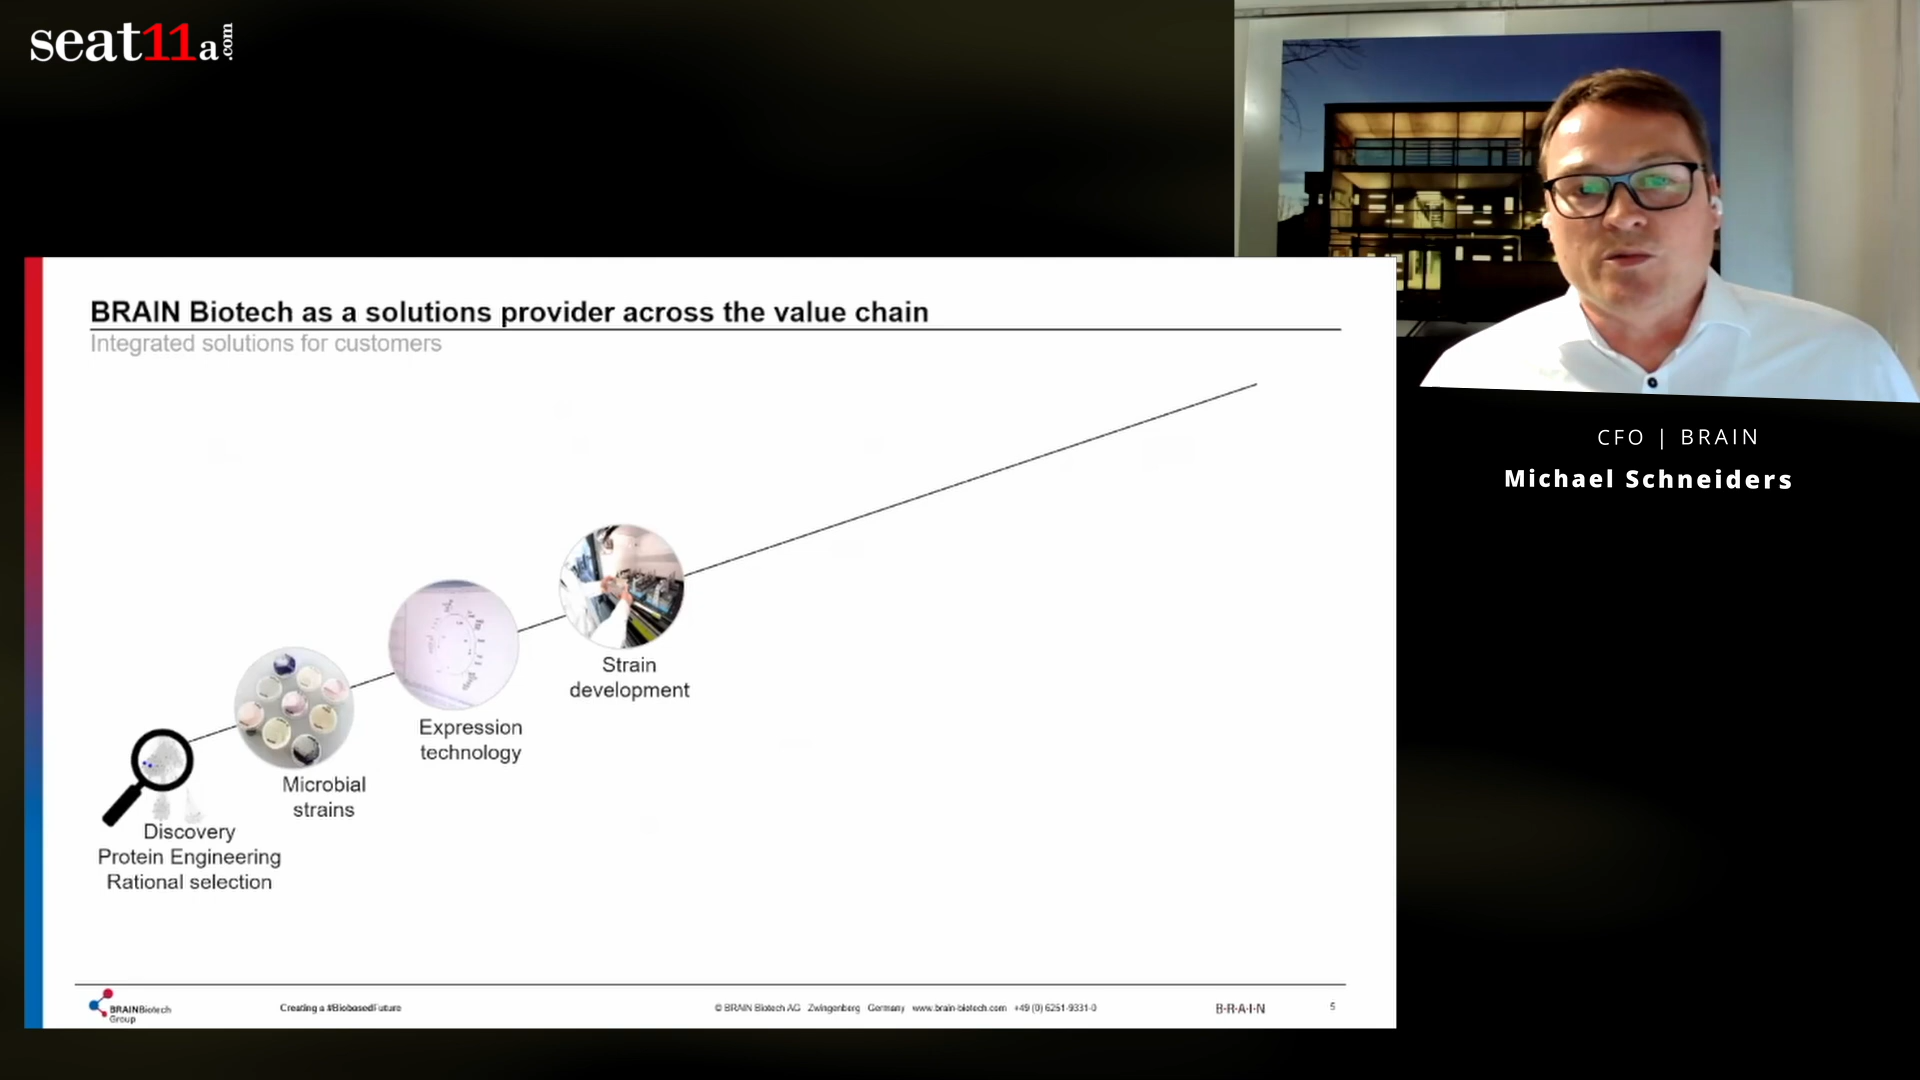 seat11a.com
BRAIN Biotech as a solutions provider across the value chain
Integrated solutions for customers
CFO | BRAIN
Michael Schneiders
Strain
development
Expression
technology
Microbial
strains
Discovery
Protein Engineering
Rational selection
BRAINBiotech
Group
Creating a #BiobasedFuture
© BRAIN Biotech AG Zwingenberg Germany www.brain-biotech.com +49 (0) 6251-9331-0
B·R·A·I·N
5